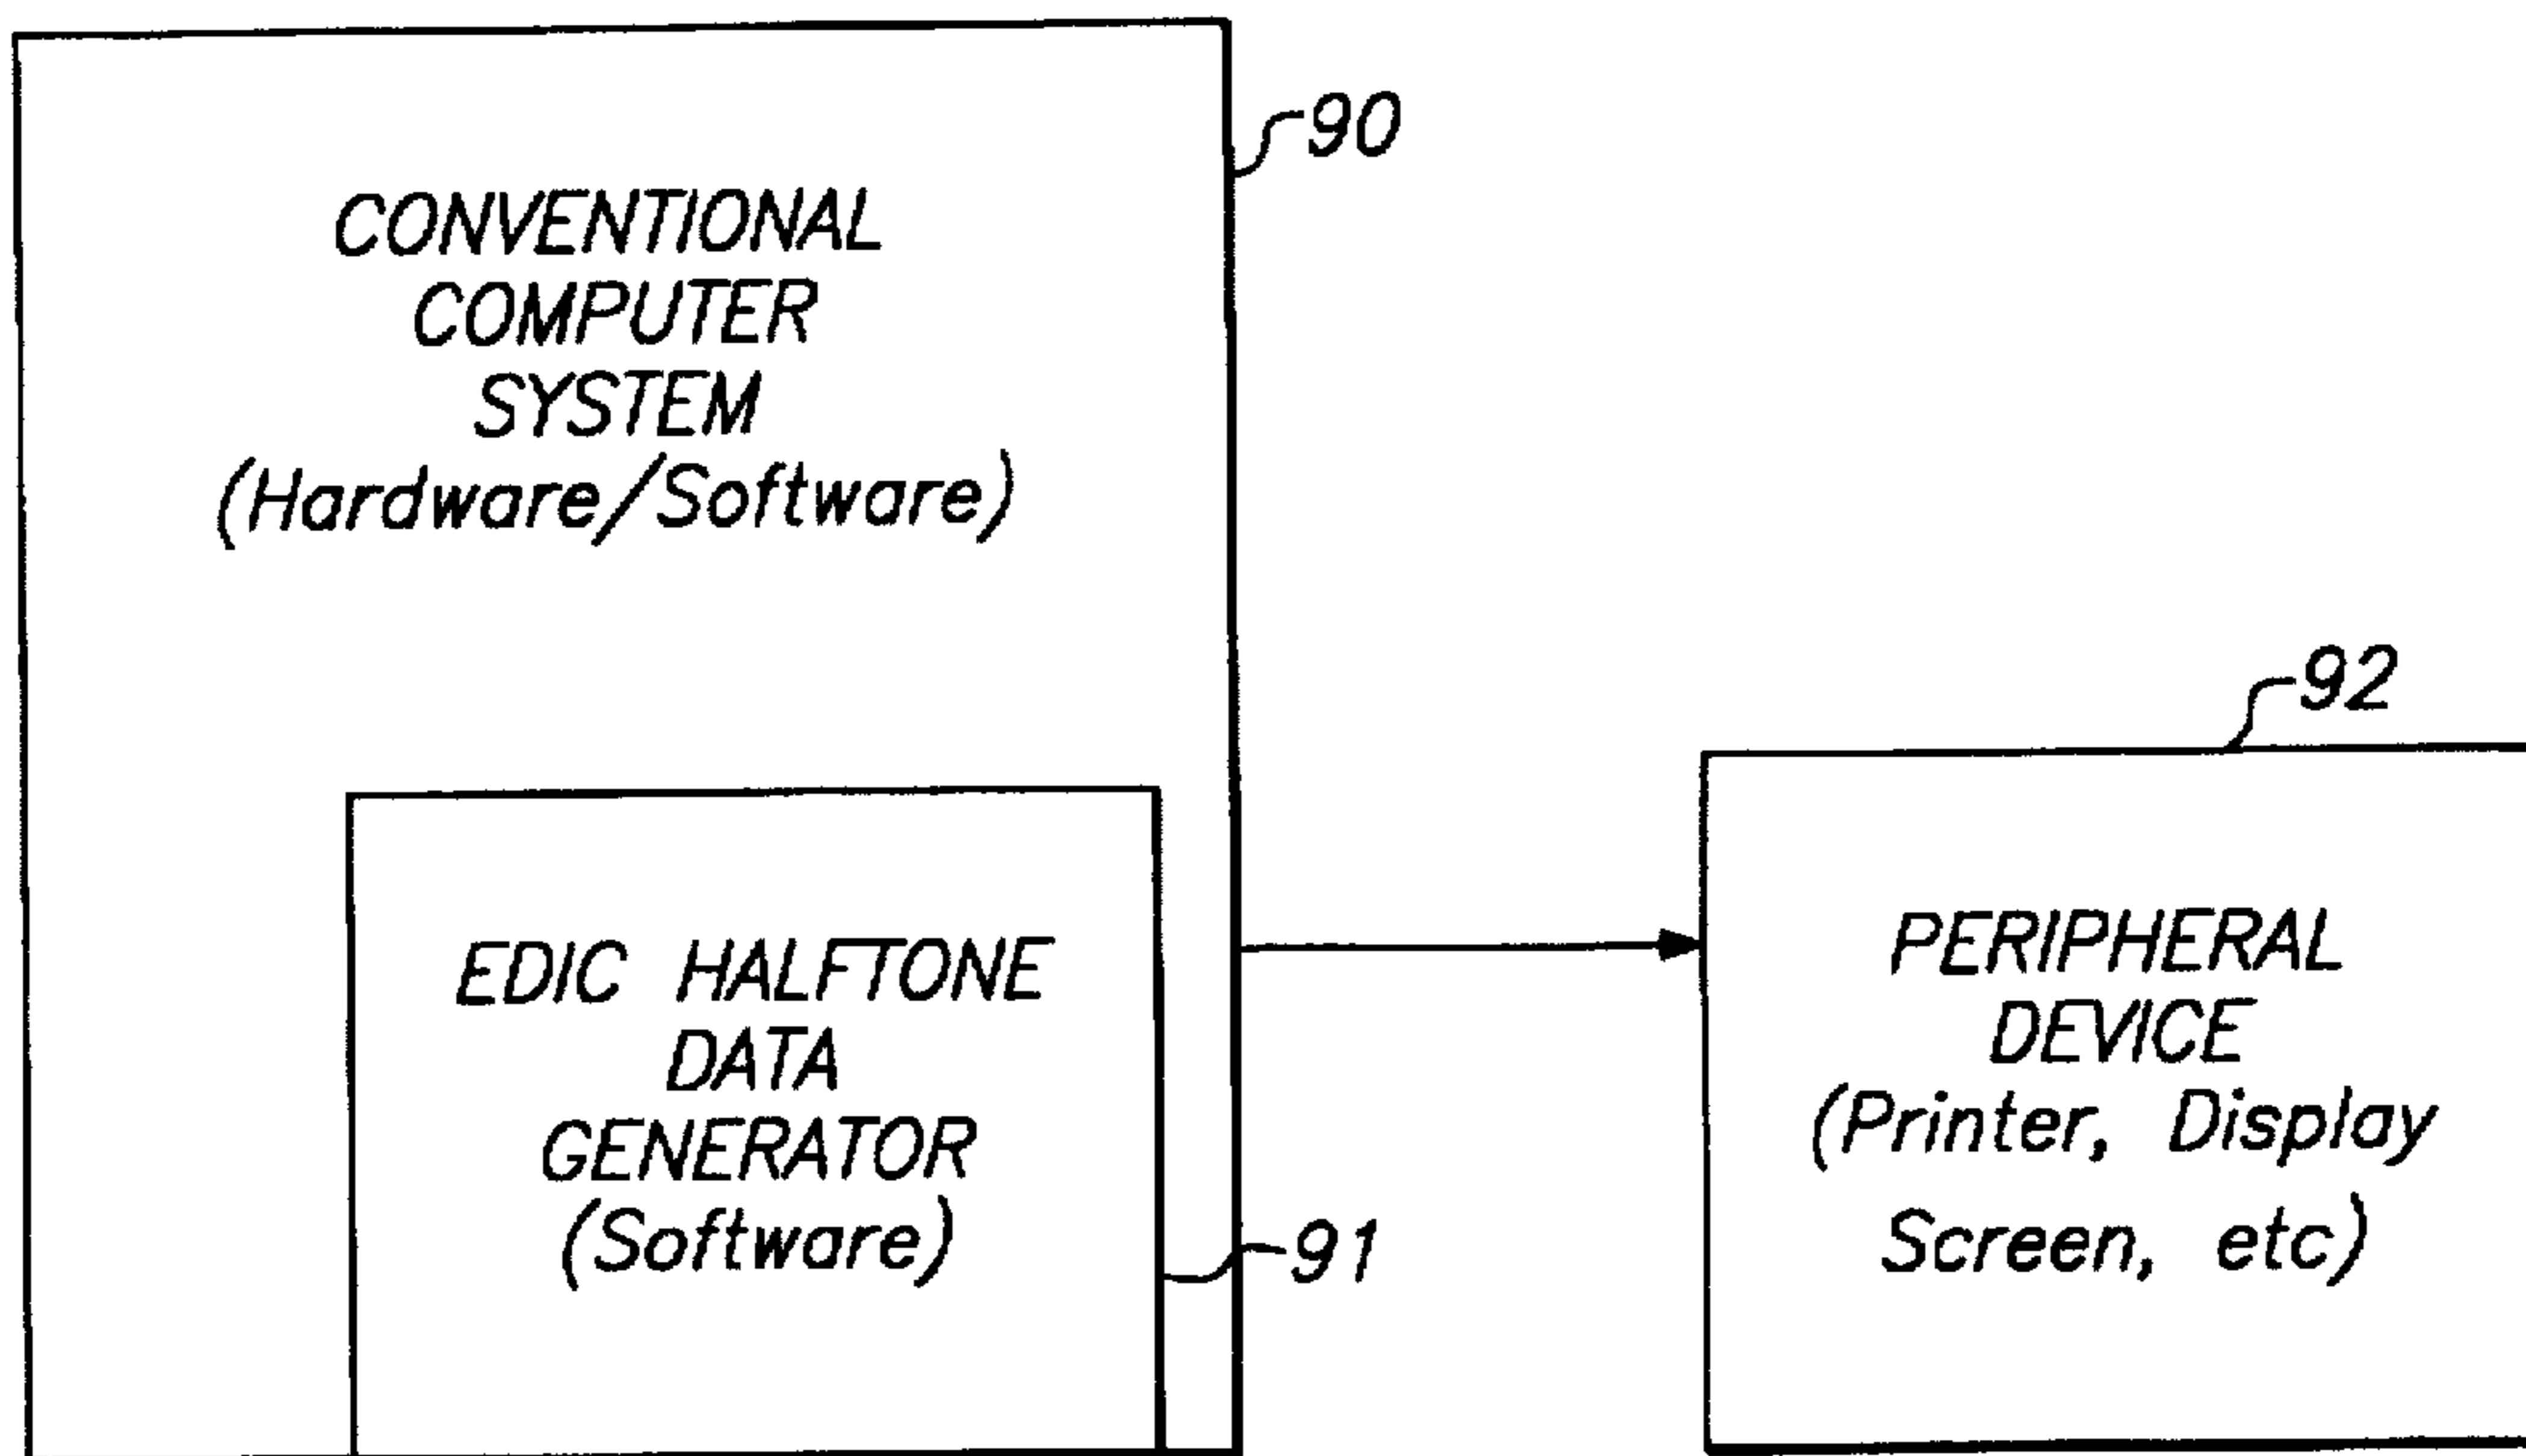 90
CONVENTIONAL
COMPUTER
SYSTEM
(Hardware/Software)
92
EDIC HALFTONE
DATA
GENERATOR
(Software)
91
PERIPHERAL
DEVICE
(Printer, Display
Screen, etc)